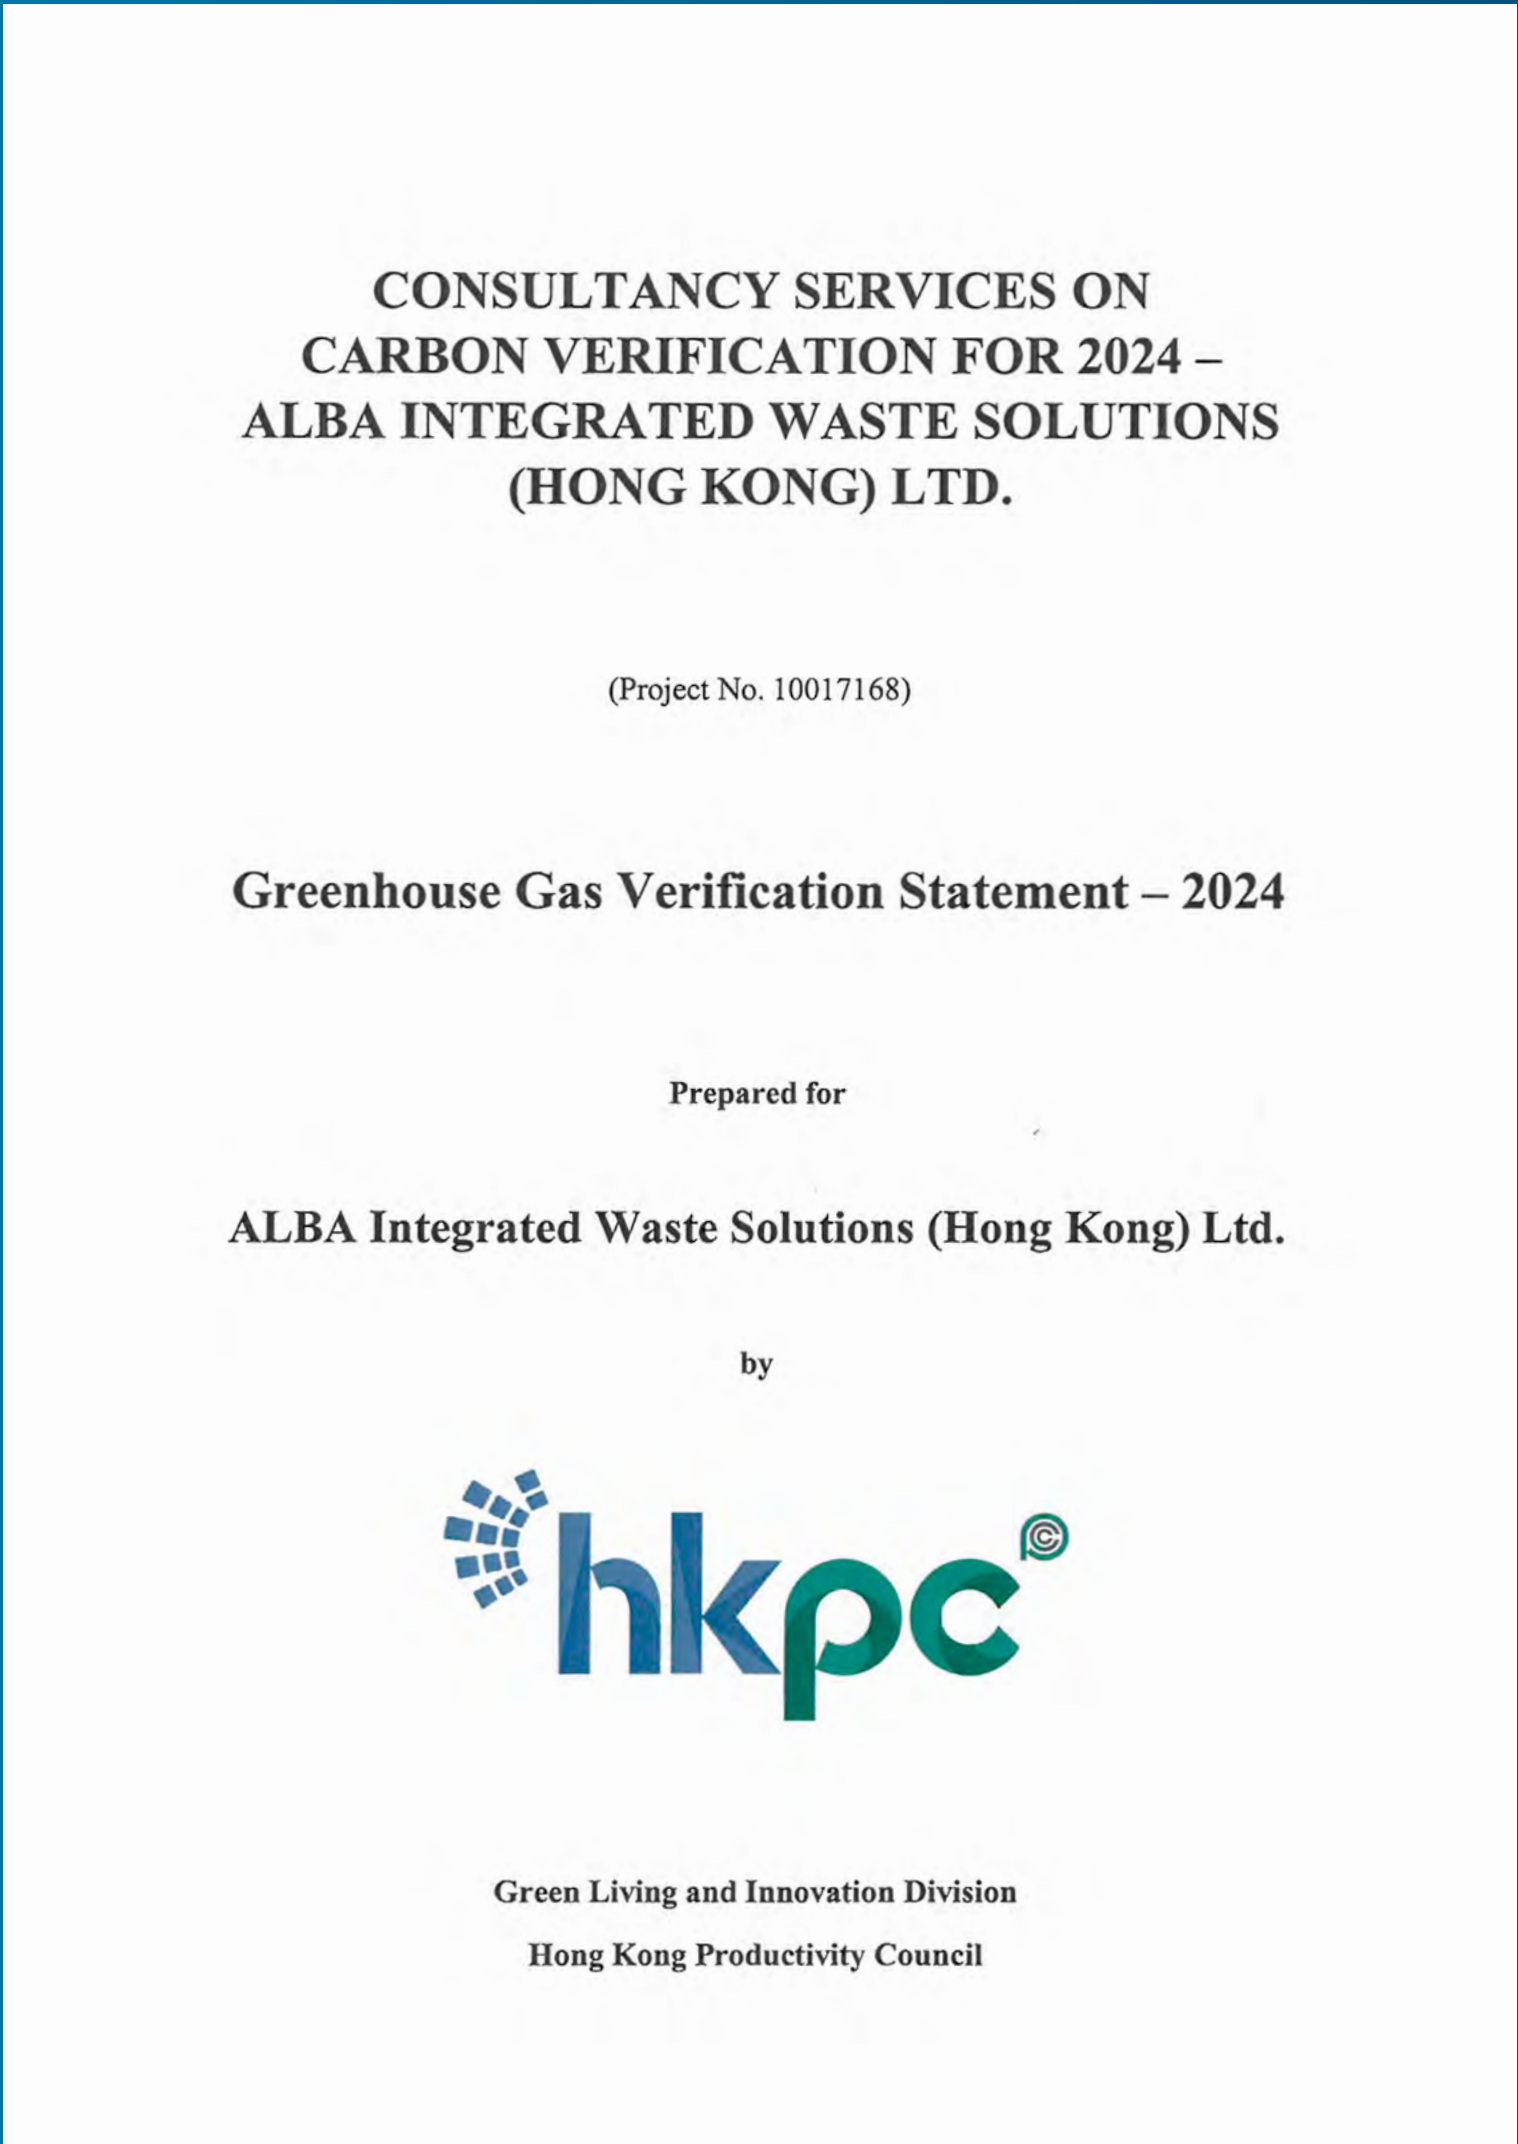 CONSULTANCY SERVICES ON
CARBON VERIFICATION FOR 2024 –
ALBA INTEGRATED WASTE SOLUTIONS
(HONG KONG) LTD.
(Project No. 10017168)
Greenhouse Gas Verification Statement – 2024
Prepared for
ALBA Integrated Waste Solutions (Hong Kong) Ltd.
by
hkpc
Green Living and Innovation Division
Hong Kong Productivity Council